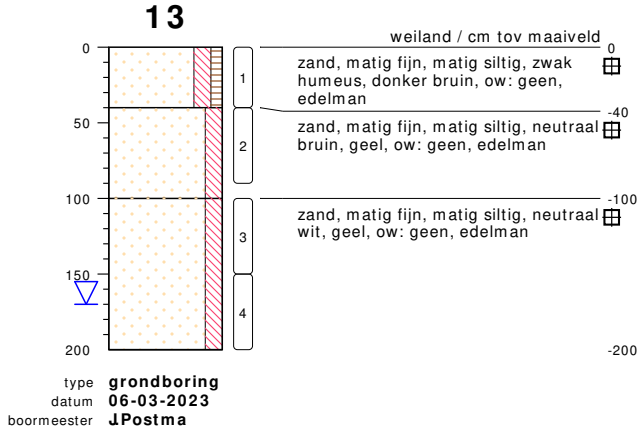 13
weiland / cm tov maaiveld
0
0
zand, matig fijn, matig siltig, zwak
humeus, donker bruin, ow: geen,
edelman
1
-40
50
zand, matig fijn, matig siltig, neutraal
bruin, geel, ow: geen, edelman
2
100
-100
zand, matig fijn, matig siltig, neutraal
wit, geel, ow: geen, edelman
3
150
4
200
-200
type grondboring
datum 06-03-2023
boormeester J.Postma